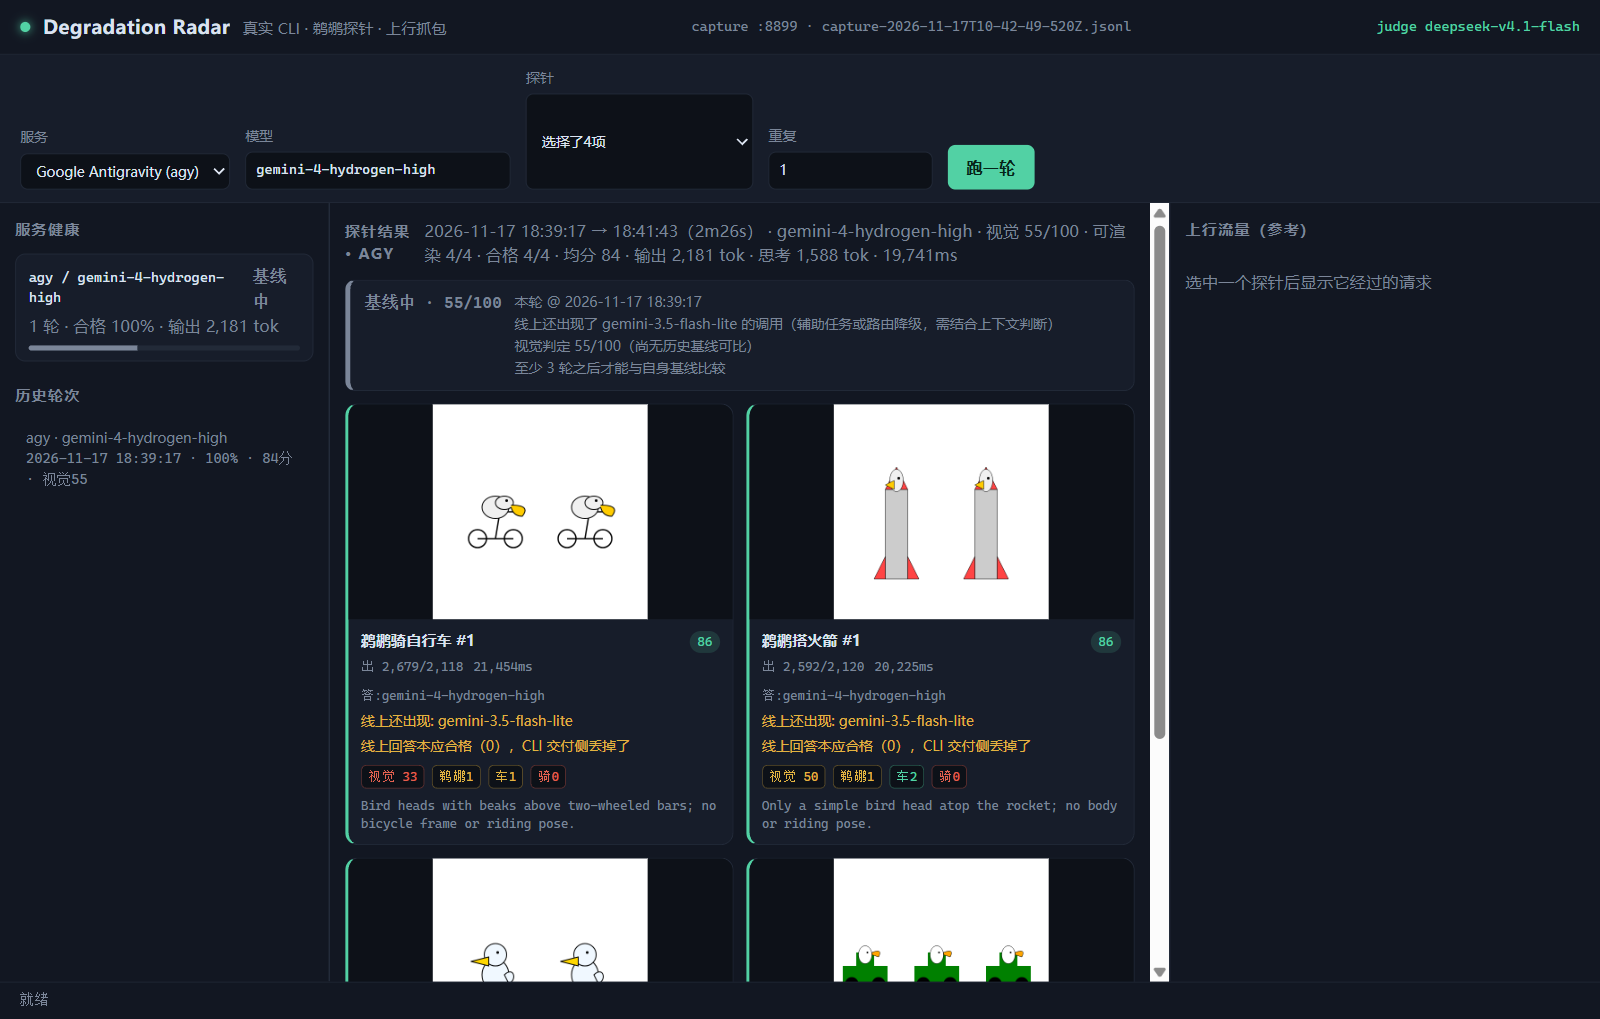 Degradation Radar 真实 CLI · 鹈鹕探针 · 上行抓包
capture :8899 · capture-2026-11-17T10-42-49-520Z.jsonl
judge deepseek-v4.1-flash
服务
Google Antigravity (agy)
模型
gemini-4-hydrogen-high
探针
选择了4项
重复
1
跑一轮
服务健康
agy / gemini-4-hydrogen-
high
基线
中
1 轮 · 合格 100% · 输出 2,181 tok
历史轮次
agy · gemini-4-hydrogen-high
2026-11-17 18:39:17 · 100% · 84分
· 视觉55
探针结果
• AGY
2026-11-17 18:39:17 → 18:41:43（2m26s） · gemini-4-hydrogen-high · 视觉 55/100 · 可渲
染 4/4 · 合格 4/4 · 均分 84 · 输出 2,181 tok · 思考 1,588 tok · 19,741ms
基线中 · 55/100
本轮 @ 2026-11-17 18:39:17
线上还出现了 gemini-3.5-flash-lite 的调用（辅助任务或路由降级，需结合上下文判断）
视觉判定 55/100（尚无历史基线可比）
至少 3 轮之后才能与自身基线比较
鹈鹕骑自行车 #1
86
出 2,679/2,118 21,454ms
答:gemini-4-hydrogen-high
线上还出现: gemini-3.5-flash-lite
线上回答本应合格（0），CLI 交付侧丢掉了
视觉 33
鹈鹕1
车1
骑0
Bird heads with beaks above two-wheeled bars; no
bicycle frame or riding pose.
鹈鹕搭火箭 #1
86
出 2,592/2,120 20,225ms
答:gemini-4-hydrogen-high
线上还出现: gemini-3.5-flash-lite
线上回答本应合格（0），CLI 交付侧丢掉了
视觉 50
鹈鹕1
车2
骑0
Only a simple bird head atop the rocket; no body
or riding pose.
上行流量（参考）
选中一个探针后显示它经过的请求
就绪